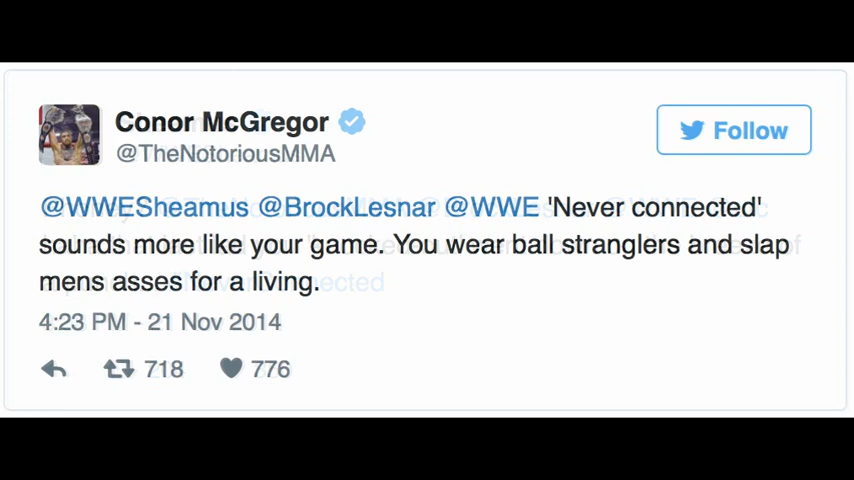 Conor McGregor
@TheNotoriousMMA
Follow
@WWESheamus @BrockLesnar @WWE 'Never connected'
sounds more like your game. You wear ball stranglers and slap
mens asses for a living.
4:23 PM - 21 Nov 2014
718 776